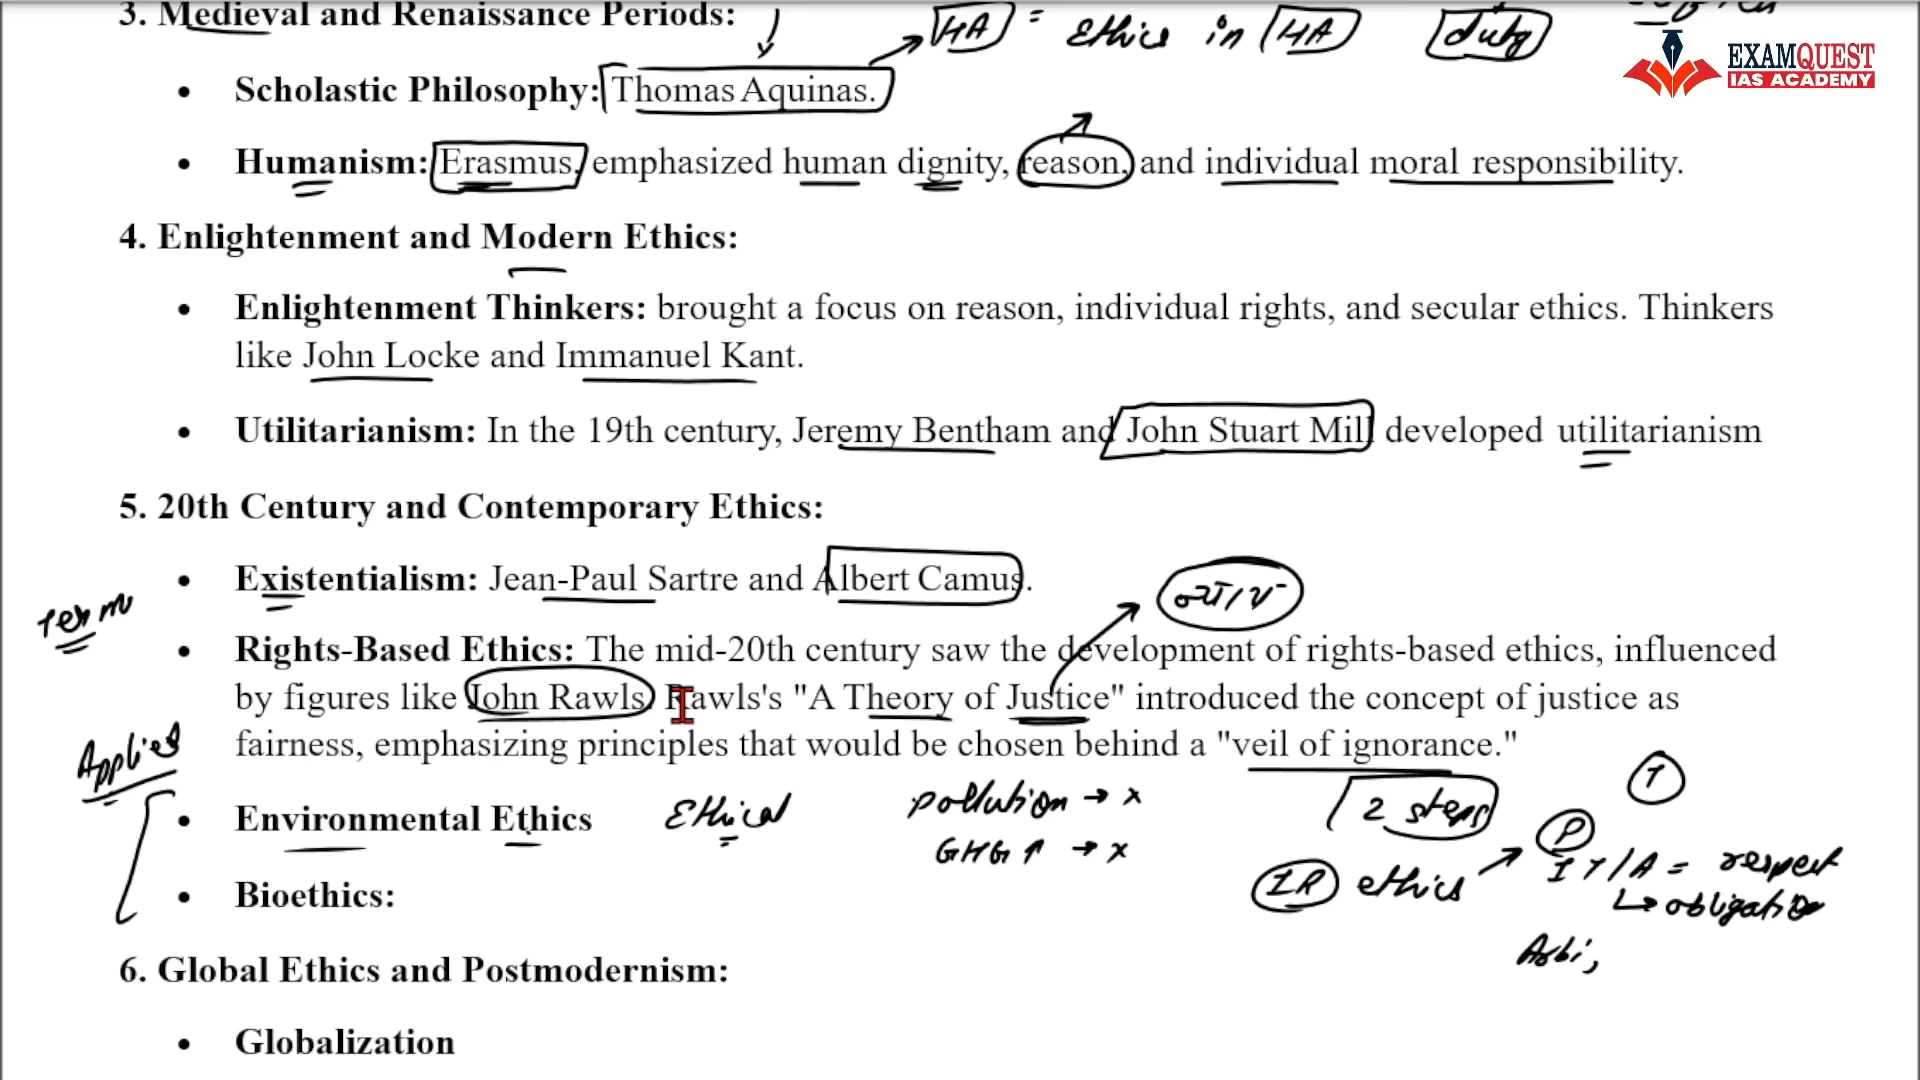 3. Medieval and Renaissance Periods:
HA = Ethics in HA
duty
EXAMQUEST
IAS ACADEMY
• Scholastic Philosophy: Thomas Aquinas.
• Humanism: Erasmus, emphasized human dignity, reason, and individual moral responsibility.
4. Enlightenment and Modern Ethics:
• Enlightenment Thinkers: brought a focus on reason, individual rights, and secular ethics. Thinkers
like John Locke and Immanuel Kant.
• Utilitarianism: In the 19th century, Jeremy Bentham and John Stuart Mill developed utilitarianism
5. 20th Century and Contemporary Ethics:
• Existentialism: Jean-Paul Sartre and Albert Camus.
Term
• Rights-Based Ethics: The mid-20th century saw the development of rights-based ethics, influenced
by figures like John Rawls. Rawls's "A Theory of Justice" introduced the concept of justice as
fairness, emphasizing principles that would be chosen behind a "veil of ignorance."
Applied
• Environmental Ethics
Ethical
pollution → x
GHG ↑ → x
2 steps
IR ethics
P
I
= respect
↳ obligation
• Bioethics:
6. Global Ethics and Postmodernism:
• Globalization